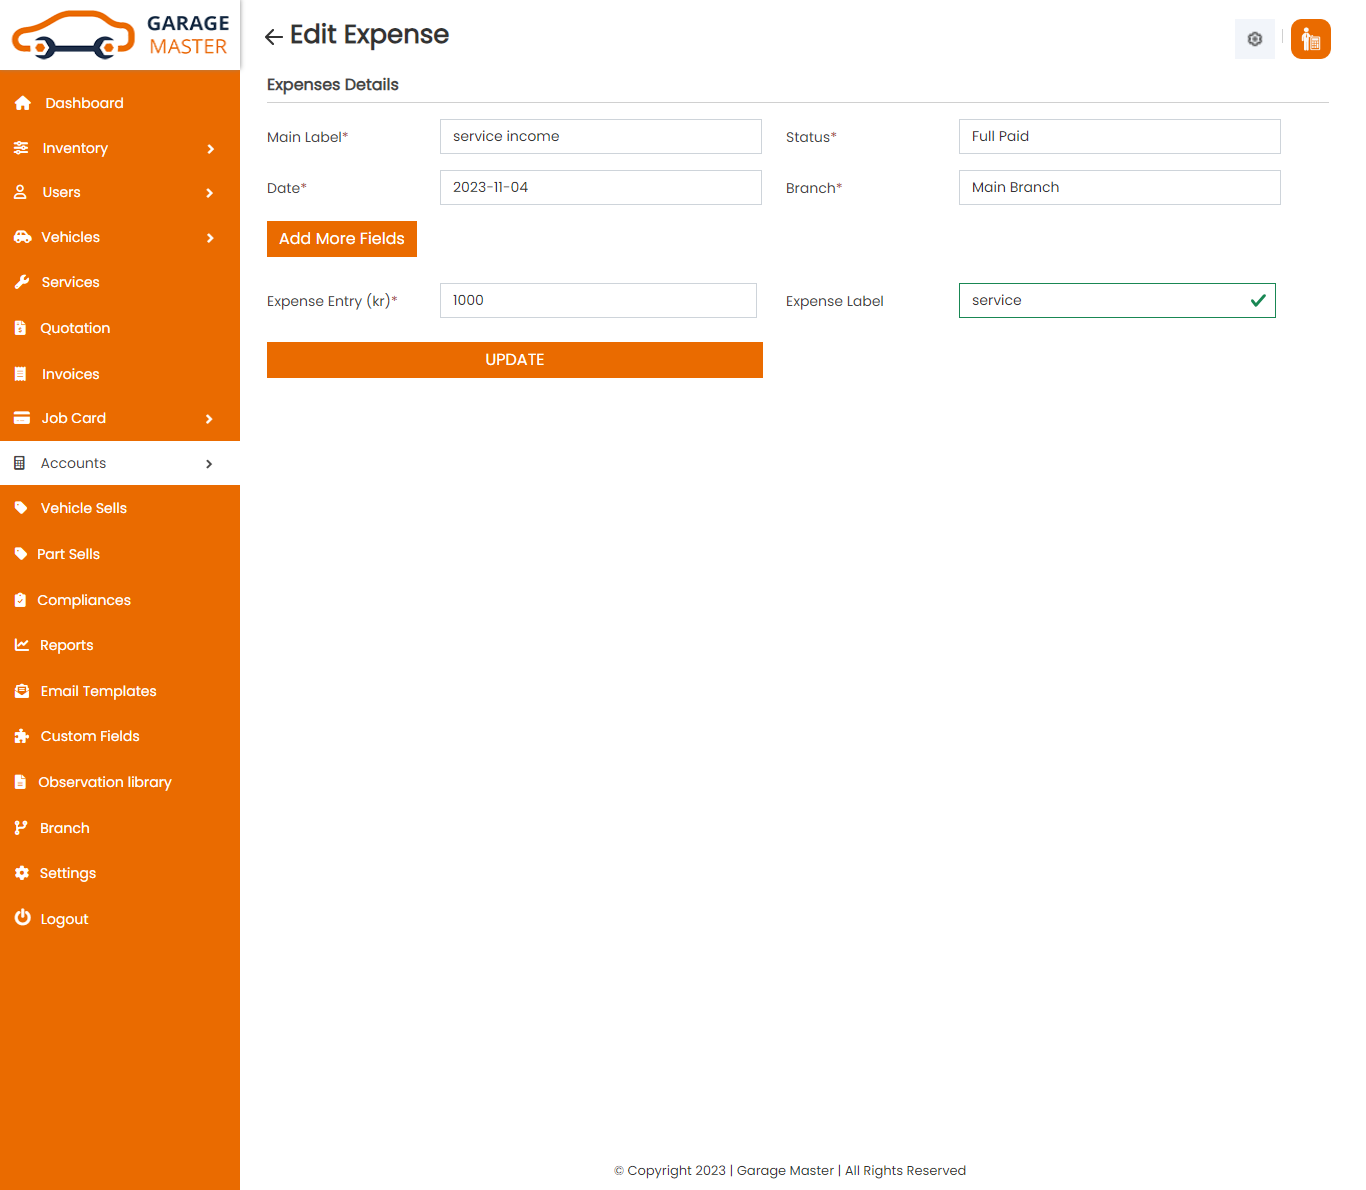 GARAGE
MASTER
Edit Expense
Dashboard
Inventory
Users
Vehicles
Services
Quotation
Invoices
Job Card
Accounts
Vehicle Sells
Part Sells
Compliances
Reports
Email Templates
Custom Fields
Observation library
Branch
Settings
Logout
Expenses Details
Main Label* service income Status* Full Paid
Date* 2023-11-04 Branch* Main Branch
Add More Fields
Expense Entry (kr)* 1000 Expense Label service
UPDATE
© Copyright 2023 | Garage Master | All Rights Reserved